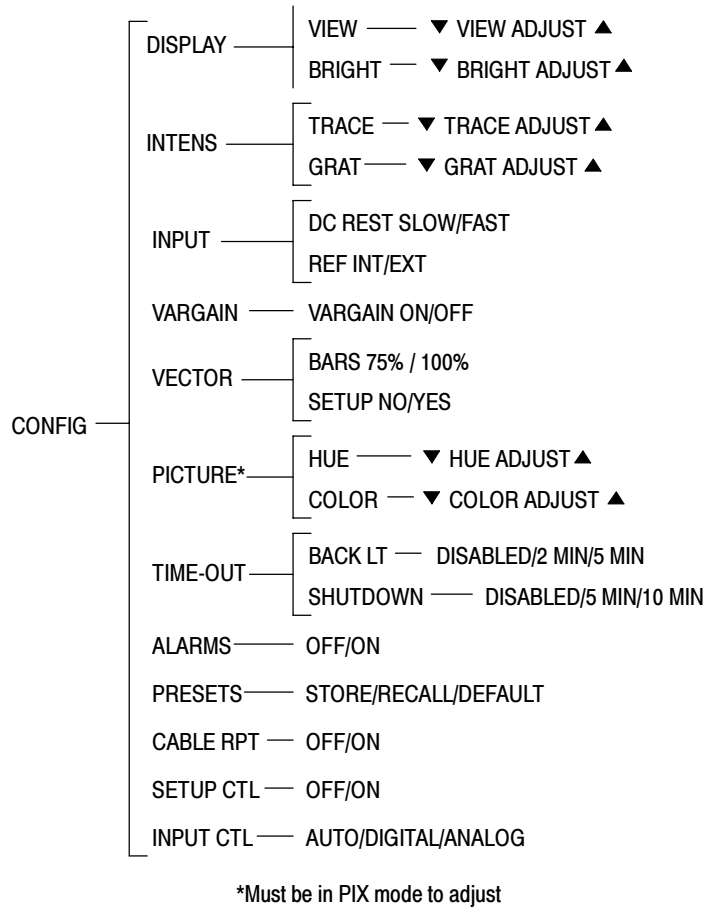 CONFIG
DISPLAY
VIEW ▼ VIEW ADJUST ▲
BRIGHT ▼ BRIGHT ADJUST ▲
INTENS
TRACE ▼ TRACE ADJUST ▲
GRAT ▼ GRAT ADJUST ▲
INPUT
DC REST SLOW/FAST
REF INT/EXT
VARGAIN VARGAIN ON/OFF
VECTOR
BARS 75% / 100%
SETUP NO/YES
PICTURE*
HUE ▼ HUE ADJUST ▲
COLOR ▼ COLOR ADJUST ▲
TIME-OUT
BACK LT DISABLED/2 MIN/5 MIN
SHUTDOWN DISABLED/5 MIN/10 MIN
ALARMS OFF/ON
PRESETS STORE/RECALL/DEFAULT
CABLE RPT OFF/ON
SETUP CTL OFF/ON
INPUT CTL AUTO/DIGITAL/ANALOG
*Must be in PIX mode to adjust